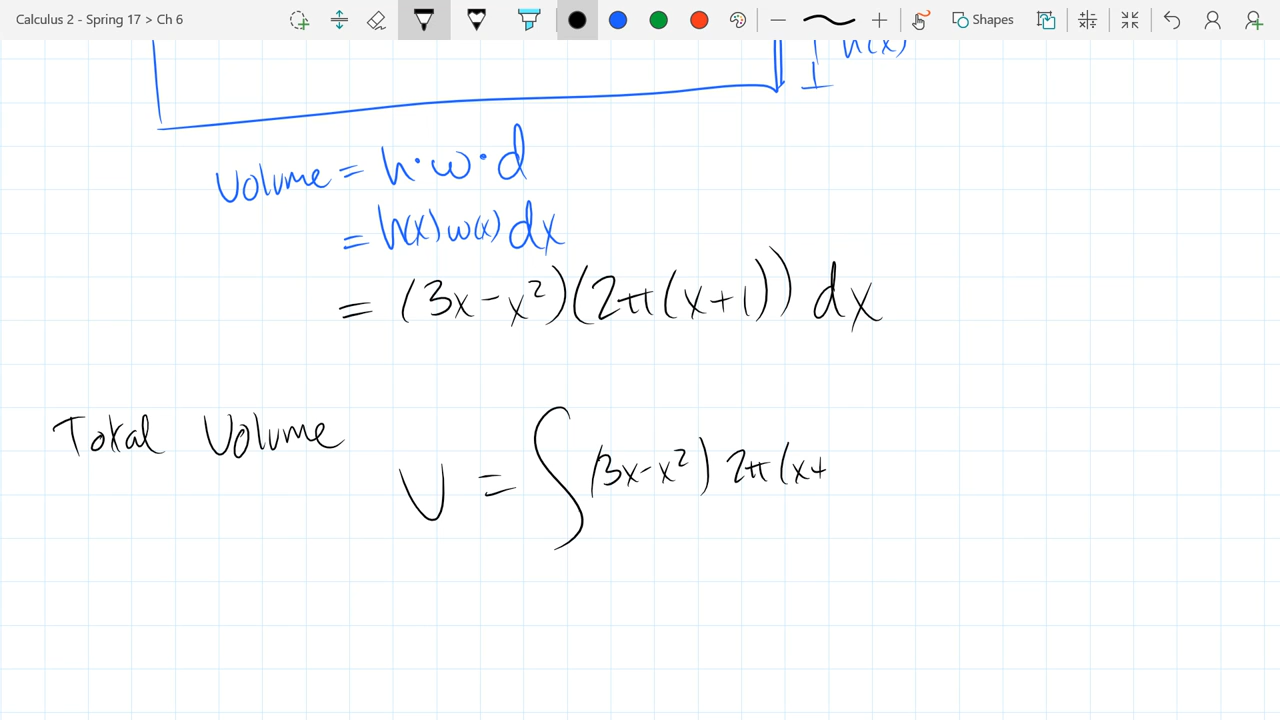 Calculus 2 - Spring 17 > Ch 6
Shapes
h(x)
Volume = h · w · d
= h(x) w(x) dx
= (3x-x²)(2π(x+1)) dx
Total Volume
V = ∫ (3x-x²) 2π (x+